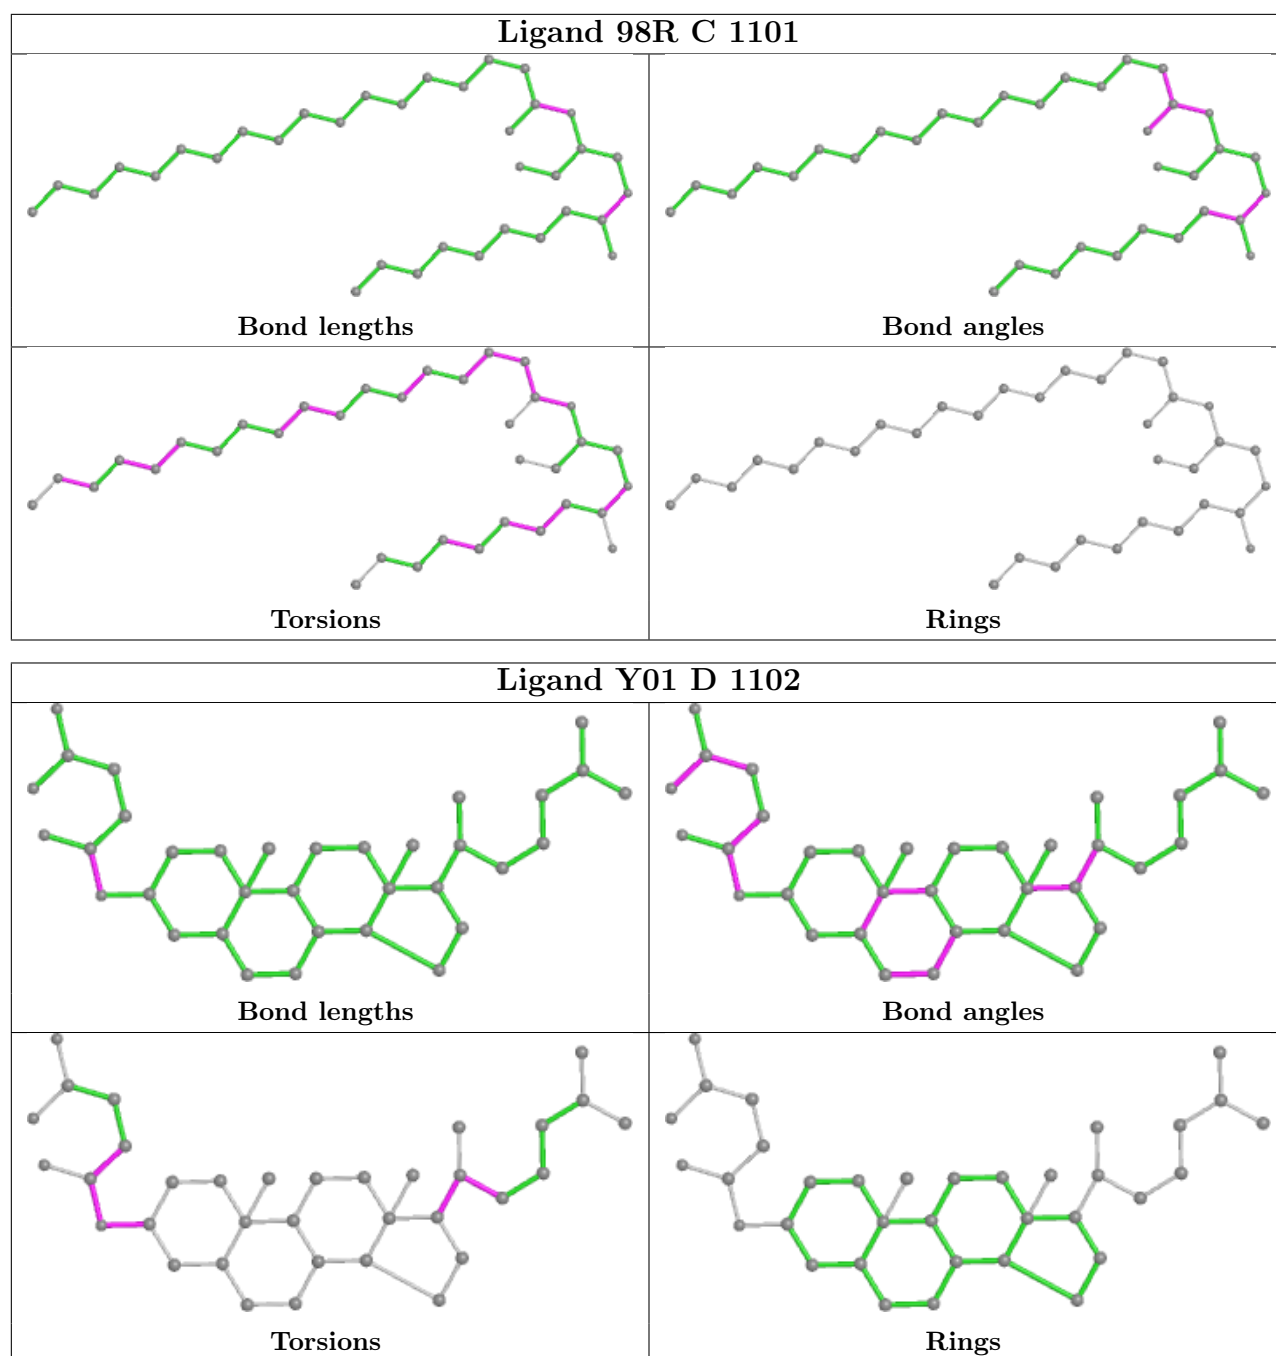 Ligand 98R C 1101
Bond lengths
Bond angles
Torsions
Rings
Ligand Y01 D 1102
Bond lengths
Bond angles
Torsions
Rings